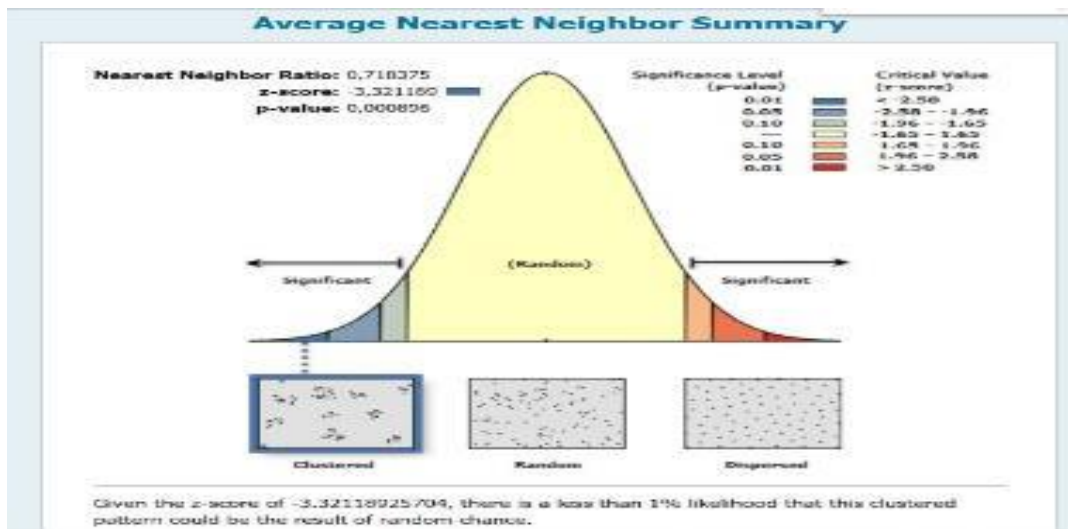 Average Nearest Neighbor Summary
Nearest Neighbor Ratio: 0,718375
z-score: -3,321189
p-value: 0,000896
Significance Level (p-value)
Critical Value (z-score)
0.01 < -2.58
0.05 -2.58 - -1.96
0.10 -1.96 - -1.65
— -1.65 - 1.65
0.10 1.65 - 1.96
0.05 1.96 - 2.58
0.01 > 2.58
(Random)
Significant
Significant
Clustered
Random
Dispersed
Given the z-score of -3.32118925704, there is a less than 1% likelihood that this clustered
pattern could be the result of random chance.